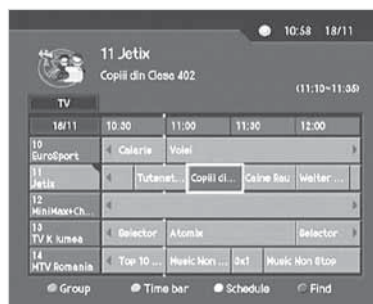 10:58 18/11
11 Jetix
Copiii din Clasa 402
(11:10~11:35)
TV
16/11 10:30 11:00 11:30 12:00
10 EuroSport Calarie Volei
11 Jetix Tutenst... Copiii di... Caine Rau Walter ...
12 MiniMax+Ch...
13 TV K lumea Selector Atomix Selector
14 MTV Romania Top 10 ... Music Non ... 3x1 Music Non Stop
Group Time bar Schedule Find